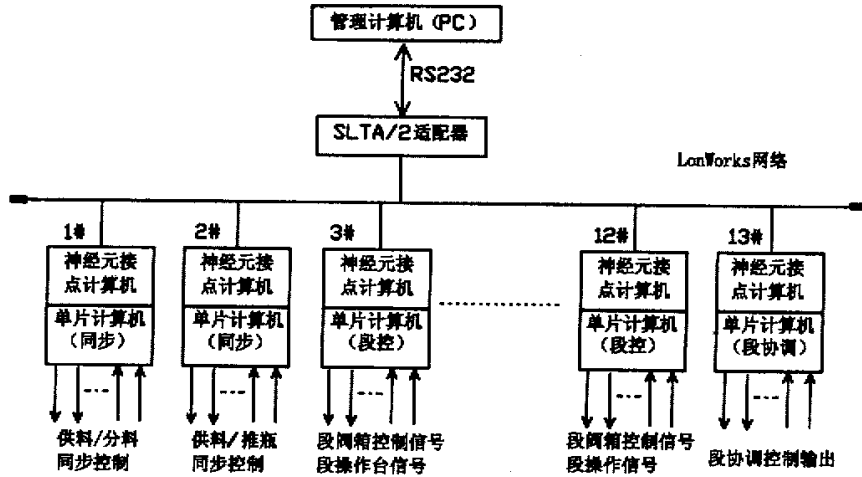 管理计算机（PC）
RS232
SLTA/2适配器
LonWorks网络
1#
2#
3#
12#
13#
神经元接
点计算机
单片计算机
（同步）
神经元接
点计算机
单片计算机
（同步）
神经元接
点计算机
单片计算机
（段控）
神经元接
点计算机
单片计算机
（段控）
神经元接
点计算机
单片计算机
（段协调）
供料/分料
同步控制
供料/推瓶
同步控制
段阀箱控制信号
段操作台信号
段阀箱控制信号
段操作信号
段协调控制输出